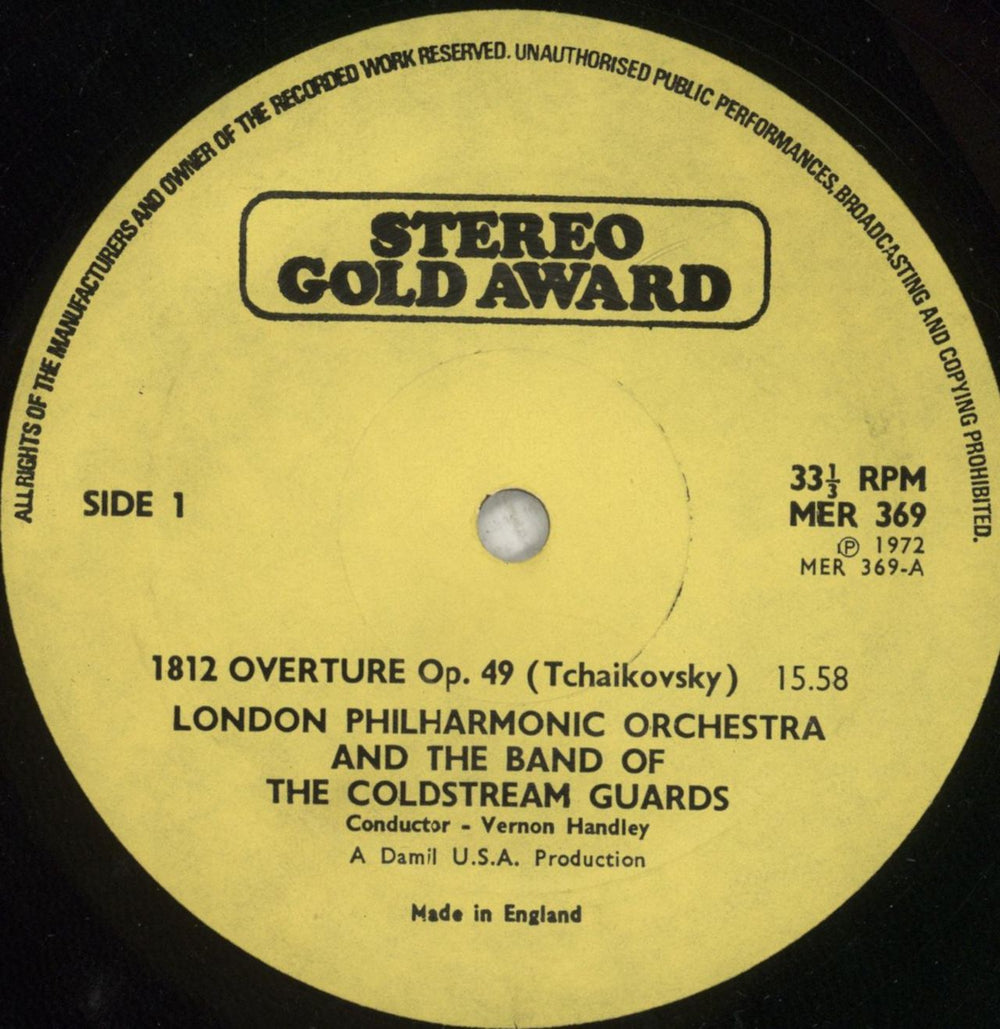 ALL RIGHTS OF THE MANUFACTURERS AND OWNER OF THE RECORDED WORK RESERVED. UNAUTHORISED PUBLIC PERFORMANCES, BROADCASTING AND COPYING PROHIBITED.
STEREO
GOLD AWARD
SIDE 1
33⅓ RPM
MER 369
℗ 1972
MER 369-A
1812 OVERTURE Op. 49 (Tchaikovsky) 15.58
LONDON PHILHARMONIC ORCHESTRA
AND THE BAND OF
THE COLDSTREAM GUARDS
Conductor - Vernon Handley
A Damil U.S.A. Production
Made in England